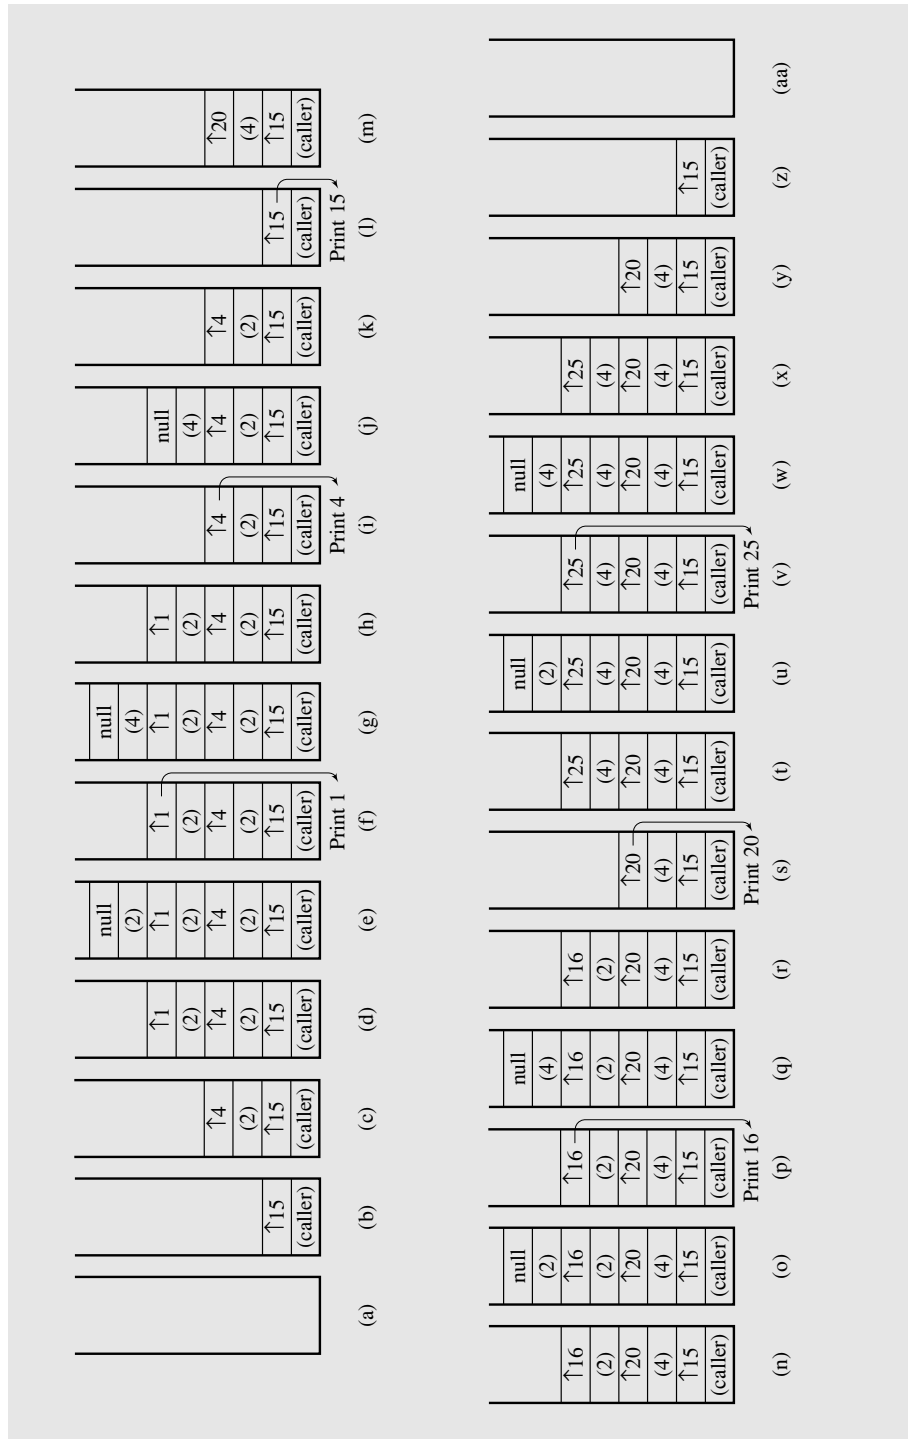 (a)
↑15
(caller)
(b)
↑4
(2)
↑15
(caller)
(c)
↑1
(2)
↑4
(2)
↑15
(caller)
(d)
null
(2)
↑1
(2)
↑4
(2)
↑15
(caller)
(e)
↑1
(2)
↑4
(2)
↑15
(caller)
Print 1
(f)
null
(4)
↑1
(2)
↑4
(2)
↑15
(caller)
(g)
↑1
(2)
↑4
(2)
↑15
(caller)
(h)
↑4
(2)
↑15
(caller)
Print 4
(i)
null
(4)
↑4
(2)
↑15
(caller)
(j)
↑4
(2)
↑15
(caller)
(k)
↑15
(caller)
Print 15
(l)
↑20
(4)
↑15
(caller)
(m)
↑16
(2)
↑20
(4)
↑15
(caller)
(n)
null
(2)
↑16
(2)
↑20
(4)
↑15
(caller)
(o)
↑16
(2)
↑20
(4)
↑15
(caller)
Print 16
(p)
null
(4)
↑16
(2)
↑20
(4)
↑15
(caller)
(q)
↑16
(2)
↑20
(4)
↑15
(caller)
(r)
↑20
(4)
↑15
(caller)
Print 20
(s)
↑25
(4)
↑20
(4)
↑15
(caller)
(t)
null
(2)
↑25
(4)
↑20
(4)
↑15
(caller)
(u)
↑25
(4)
↑20
(4)
↑15
(caller)
Print 25
(v)
null
(4)
↑25
(4)
↑20
(4)
↑15
(caller)
(w)
↑25
(4)
↑20
(4)
↑15
(caller)
(x)
↑20
(4)
↑15
(caller)
(y)
↑15
(caller)
(z)
(aa)